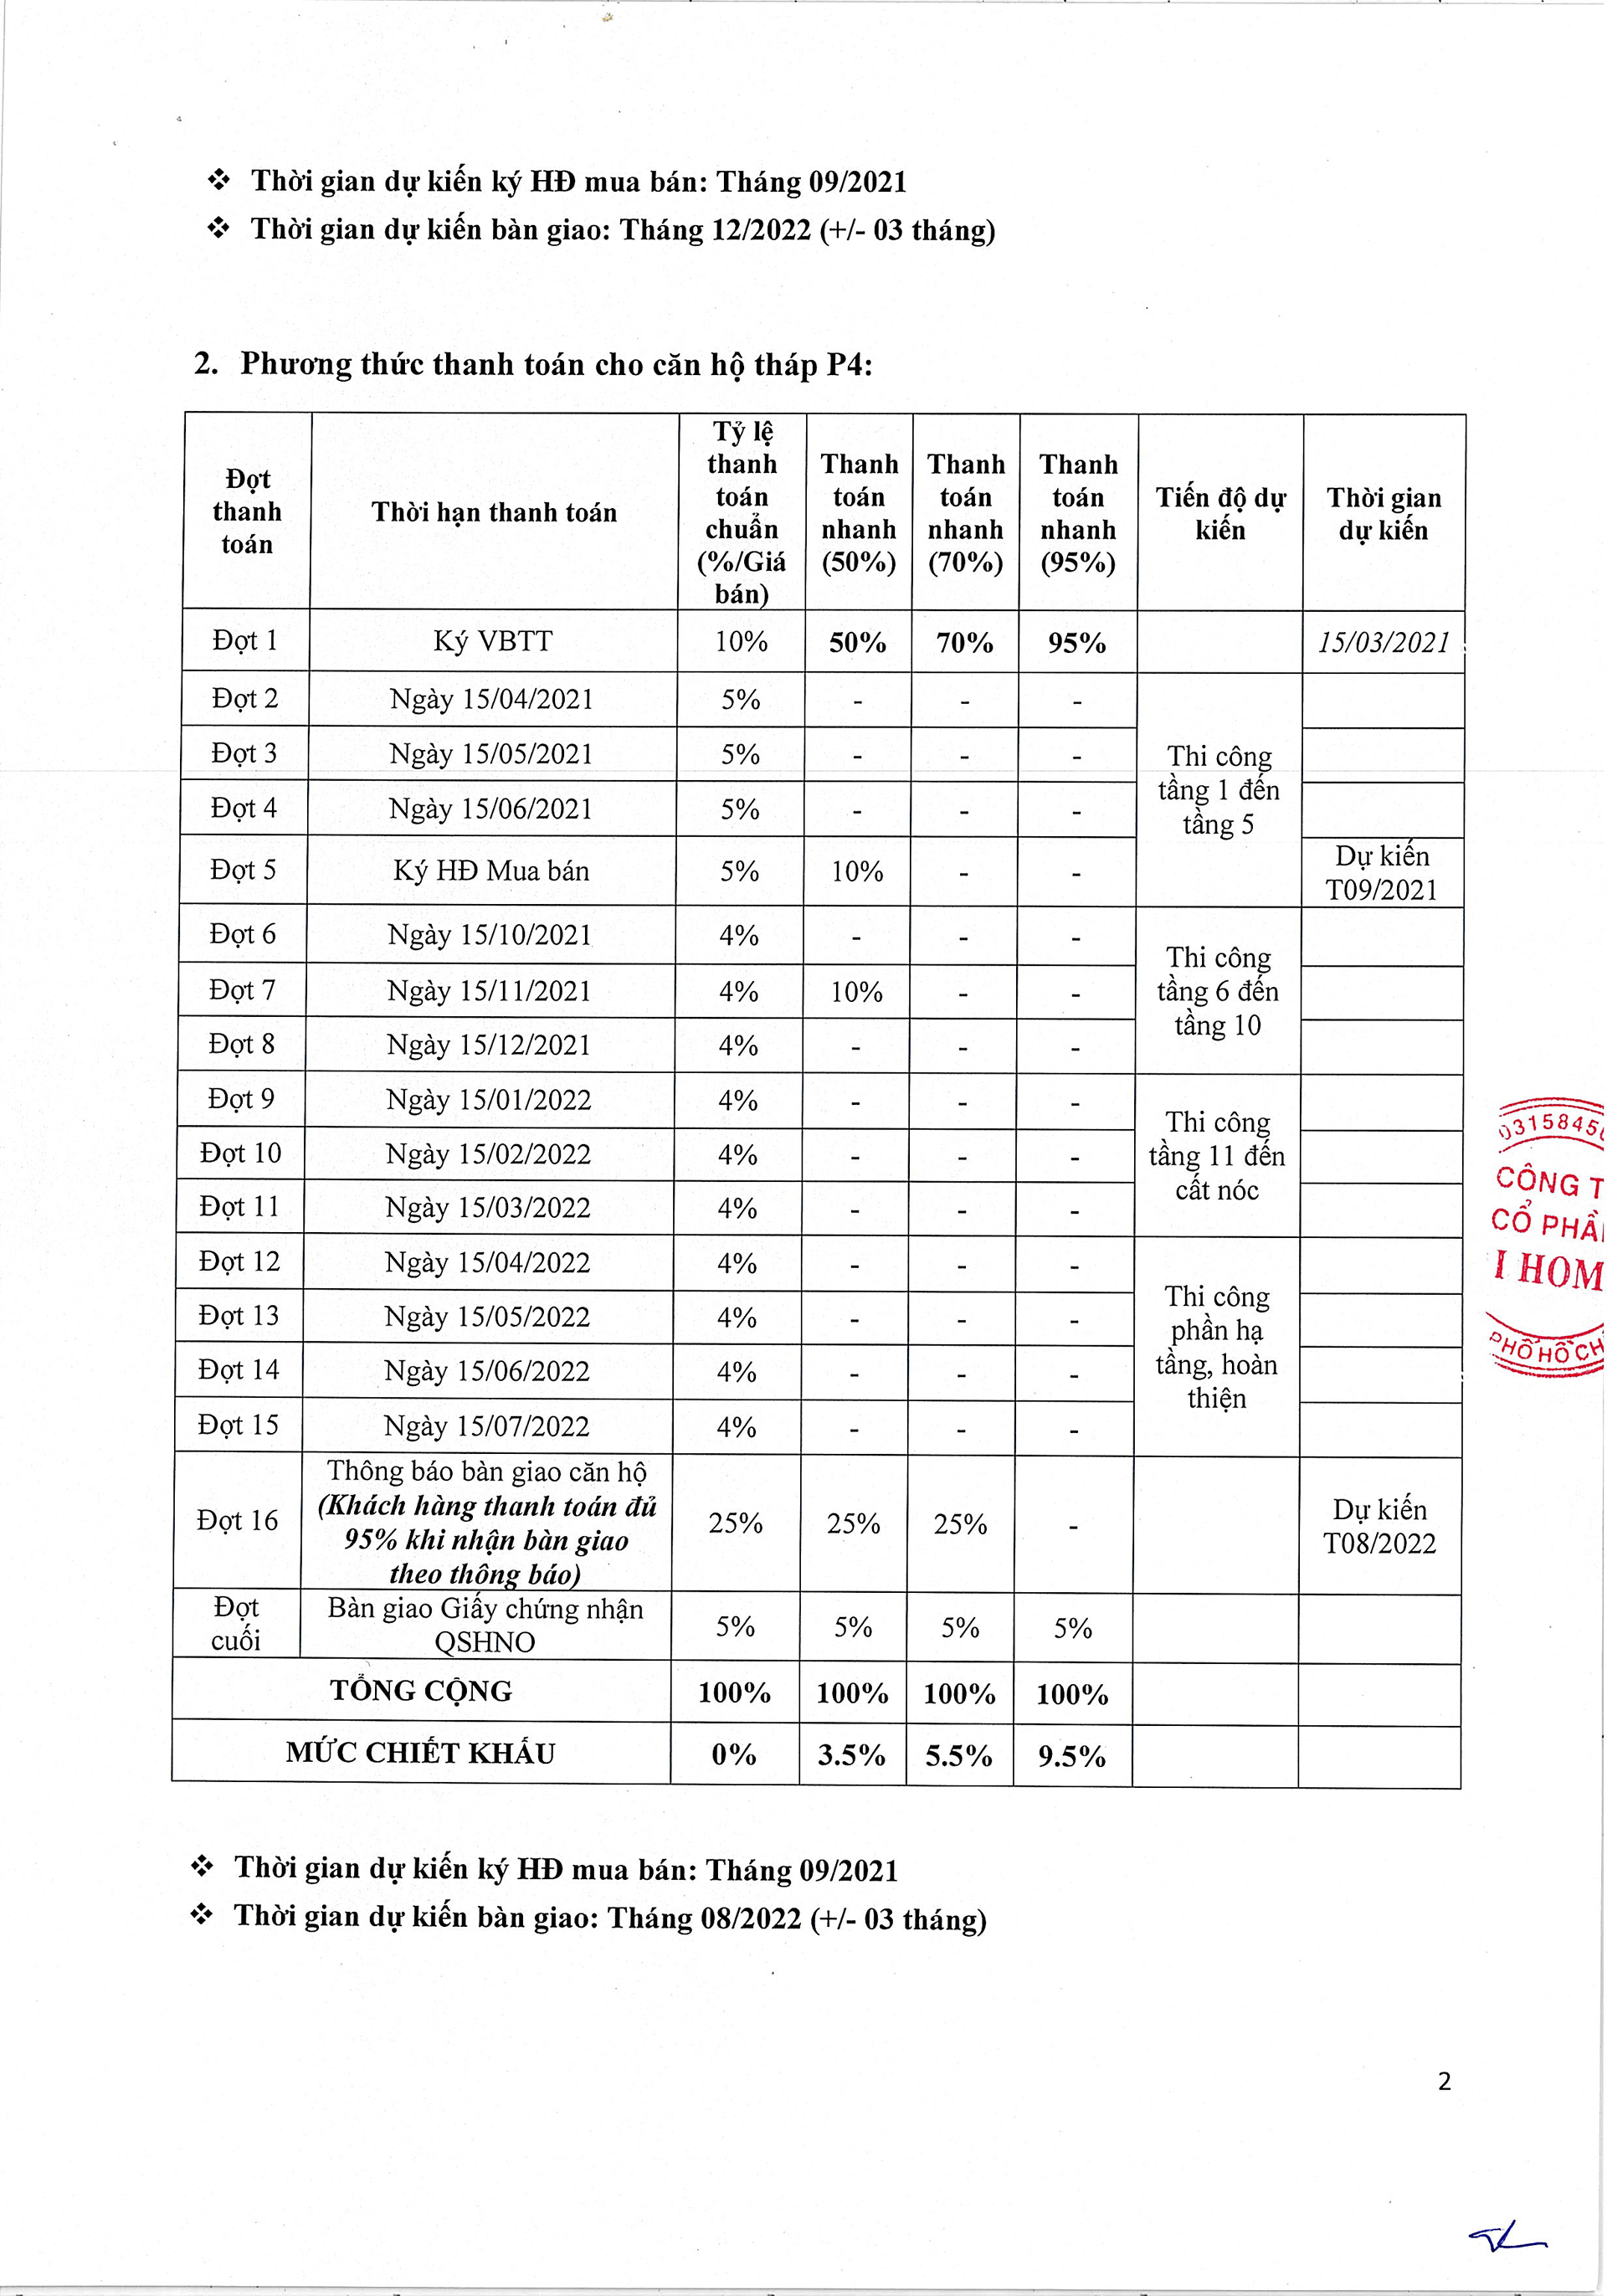 ❖ Thời gian dự kiến ký HĐ mua bán: Tháng 09/2021
❖ Thời gian dự kiến bàn giao: Tháng 12/2022 (+/- 03 tháng)
2. Phương thức thanh toán cho căn hộ tháp P4:
Đợt thanh toán | Thời hạn thanh toán | Tỷ lệ thanh toán chuẩn (%/Giá bán) | Thanh toán nhanh (50%) | Thanh toán nhanh (70%) | Thanh toán nhanh (95%) | Tiến độ dự kiến | Thời gian dự kiến
Đợt 1 | Ký VBTT | 10% | 50% | 70% | 95% | | 15/03/2021
Đợt 2 | Ngày 15/04/2021 | 5% | - | - | - | Thi công tầng 1 đến tầng 5 |
Đợt 3 | Ngày 15/05/2021 | 5% | - | - | - | |
Đợt 4 | Ngày 15/06/2021 | 5% | - | - | - | |
Đợt 5 | Ký HĐ Mua bán | 5% | 10% | - | - | | Dự kiến T09/2021
Đợt 6 | Ngày 15/10/2021 | 4% | - | - | - | Thi công tầng 6 đến tầng 10 |
Đợt 7 | Ngày 15/11/2021 | 4% | 10% | - | - | |
Đợt 8 | Ngày 15/12/2021 | 4% | - | - | - | |
Đợt 9 | Ngày 15/01/2022 | 4% | - | - | - | Thi công tầng 11 đến cất nóc |
Đợt 10 | Ngày 15/02/2022 | 4% | - | - | - | |
Đợt 11 | Ngày 15/03/2022 | 4% | - | - | - | |
Đợt 12 | Ngày 15/04/2022 | 4% | - | - | - | Thi công phần hạ tầng, hoàn thiện |
Đợt 13 | Ngày 15/05/2022 | 4% | - | - | - | |
Đợt 14 | Ngày 15/06/2022 | 4% | - | - | - | |
Đợt 15 | Ngày 15/07/2022 | 4% | - | - | - | |
Đợt 16 | Thông báo bàn giao căn hộ (Khách hàng thanh toán đủ 95% khi nhận bàn giao theo thông báo) | 25% | 25% | 25% | - | | Dự kiến T08/2022
Đợt cuối | Bàn giao Giấy chứng nhận QSHNO | 5% | 5% | 5% | 5% | |
TỔNG CỘNG | 100% | 100% | 100% | 100% | |
MỨC CHIẾT KHẤU | 0% | 3.5% | 5.5% | 9.5% | |
❖ Thời gian dự kiến ký HĐ mua bán: Tháng 09/2021
❖ Thời gian dự kiến bàn giao: Tháng 08/2022 (+/- 03 tháng)
0315845
CÔNG T
CỔ PHẦ
I HOM
PHỐ HỒ CH
2